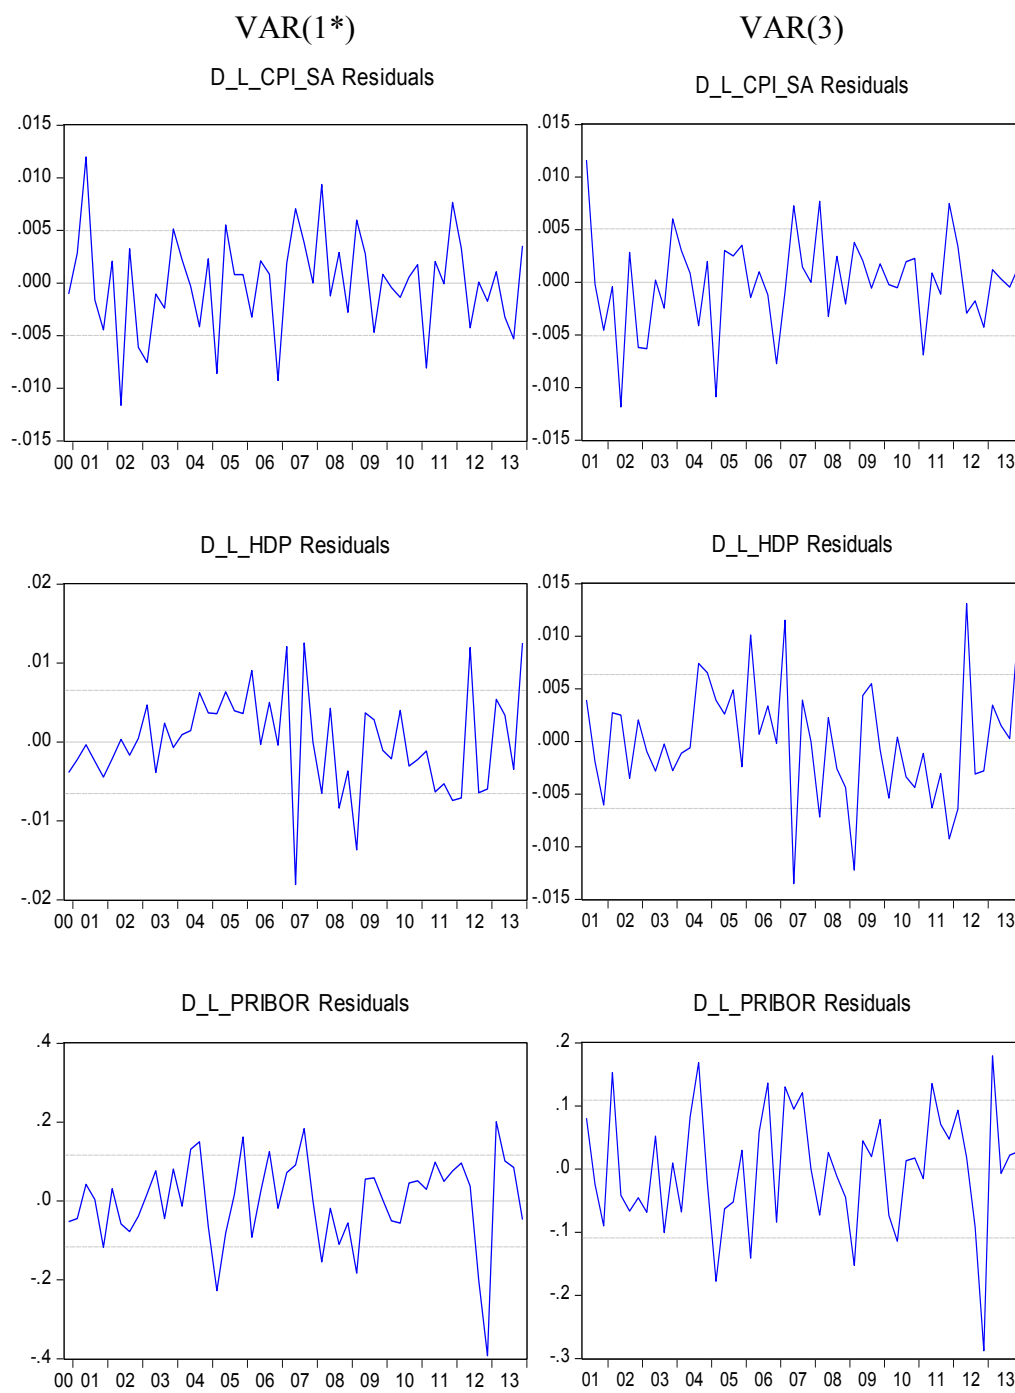 VAR(1*) VAR(3)
D_L_CPI_SA Residuals
.015
.010
.005
.000
-.005
-.010
-.015
00 01 02 03 04 05 06 07 08 09 10 11 12 13
D_L_CPI_SA Residuals
.015
.010
.005
.000
-.005
-.010
-.015
01 02 03 04 05 06 07 08 09 10 11 12 13
D_L_HDP Residuals
.02
.01
.00
-.01
-.02
00 01 02 03 04 05 06 07 08 09 10 11 12 13
D_L_HDP Residuals
.015
.010
.005
.000
-.005
-.010
-.015
01 02 03 04 05 06 07 08 09 10 11 12 13
D_L_PRIBOR Residuals
.4
.2
.0
-.2
-.4
00 01 02 03 04 05 06 07 08 09 10 11 12 13
D_L_PRIBOR Residuals
.2
.1
.0
-.1
-.2
-.3
01 02 03 04 05 06 07 08 09 10 11 12 13